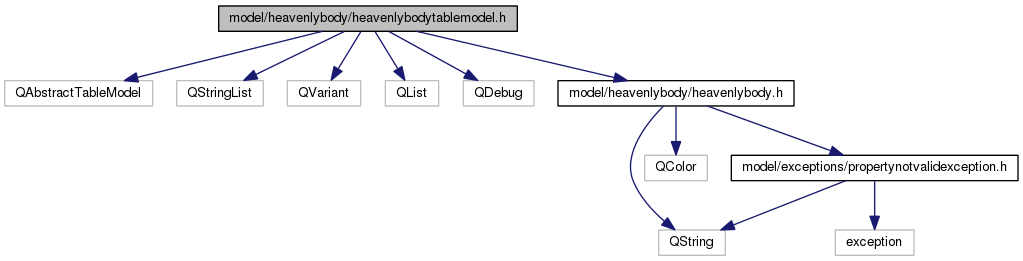 model/heavenlybody/heavenlybodytablemodel.h
QAbstractTableModel
QStringList
QVariant
QList
QDebug
model/heavenlybody/heavenlybody.h
QColor
model/exceptions/propertynotvalidexception.h
QString
exception